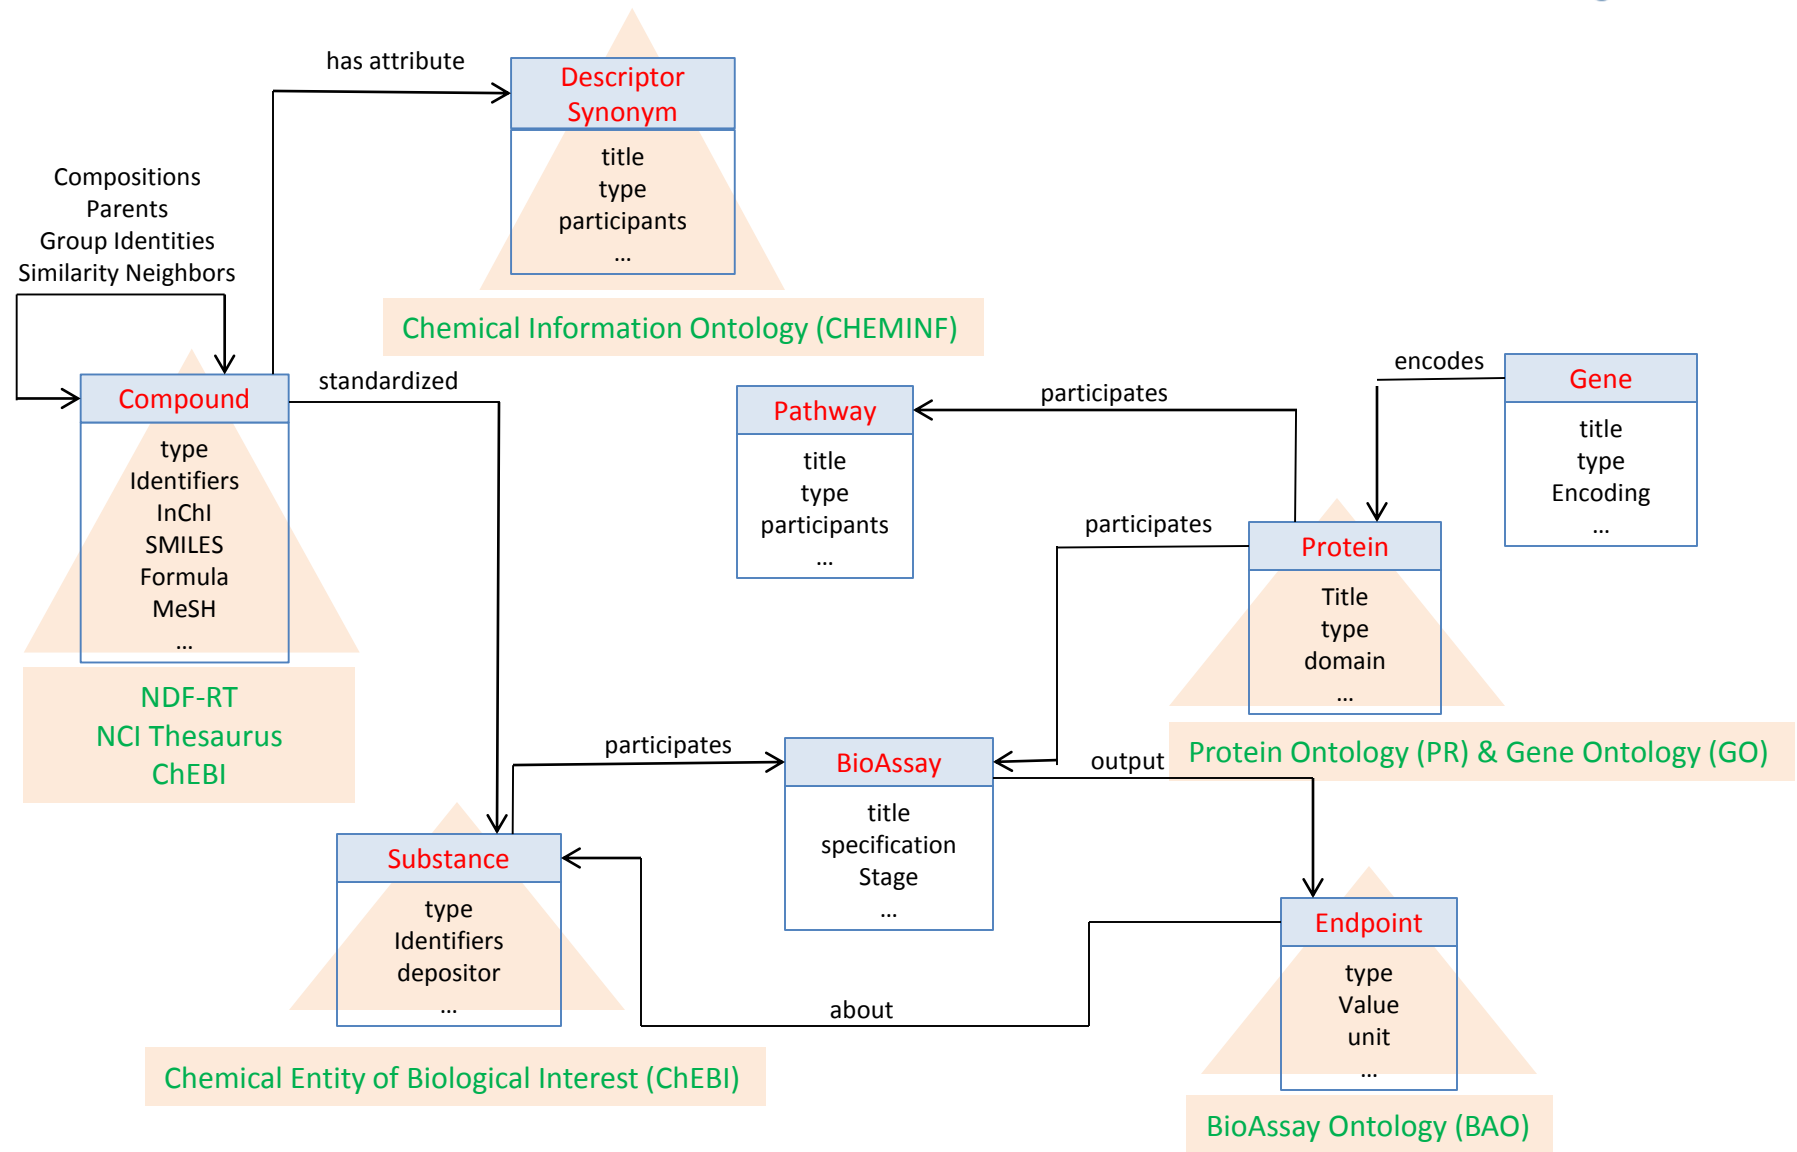 has attribute
Descriptor
Synonym
title
type
participants
...
Compositions
Parents
Group Identities
Similarity Neighbors
Chemical Information Ontology (CHEMINF)
Compound
type
Identifiers
InChI
SMILES
Formula
MeSH
...
standardized
NDF-RT
NCI Thesaurus
ChEBI
Pathway
title
type
participants
...
participates
encodes
Gene
title
type
Encoding
...
participates
Protein
Title
type
domain
...
Protein Ontology (PR) & Gene Ontology (GO)
participates
BioAssay
title
specification
Stage
...
output
Substance
type
Identifiers
depositor
...
Chemical Entity of Biological Interest (ChEBI)
about
Endpoint
type
Value
unit
...
BioAssay Ontology (BAO)